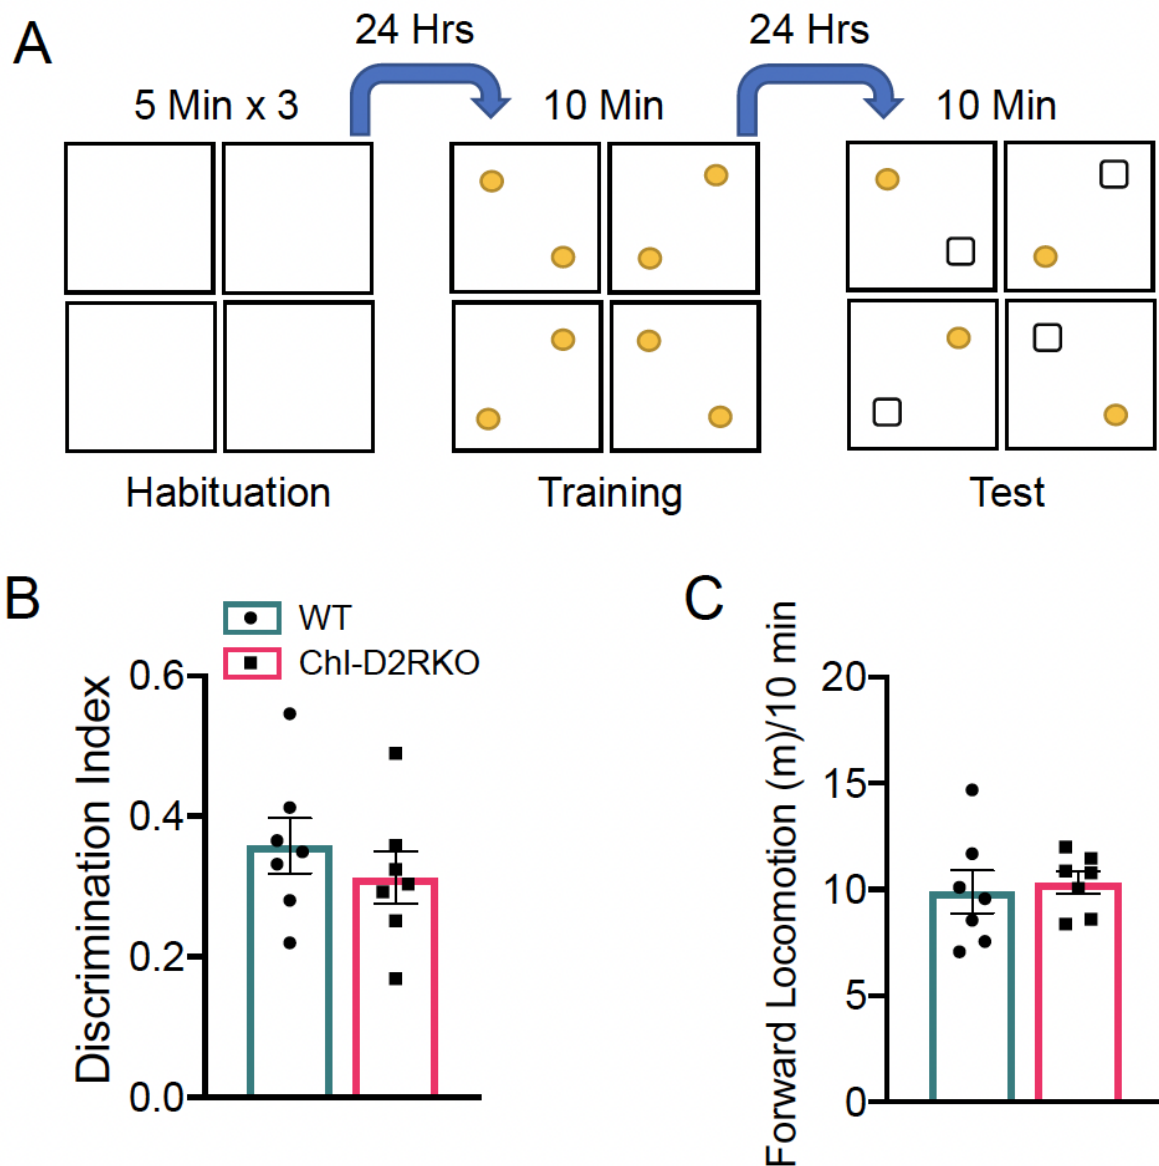 A
24 Hrs
24 Hrs
5 Min x 3
10 Min
10 Min
Habituation
Training
Test
B
WT
ChI-D2RKO
Discrimination Index
0.6
0.4
0.2
0.0
C
Forward Locomotion (m)/10 min
20
15
10
5
0